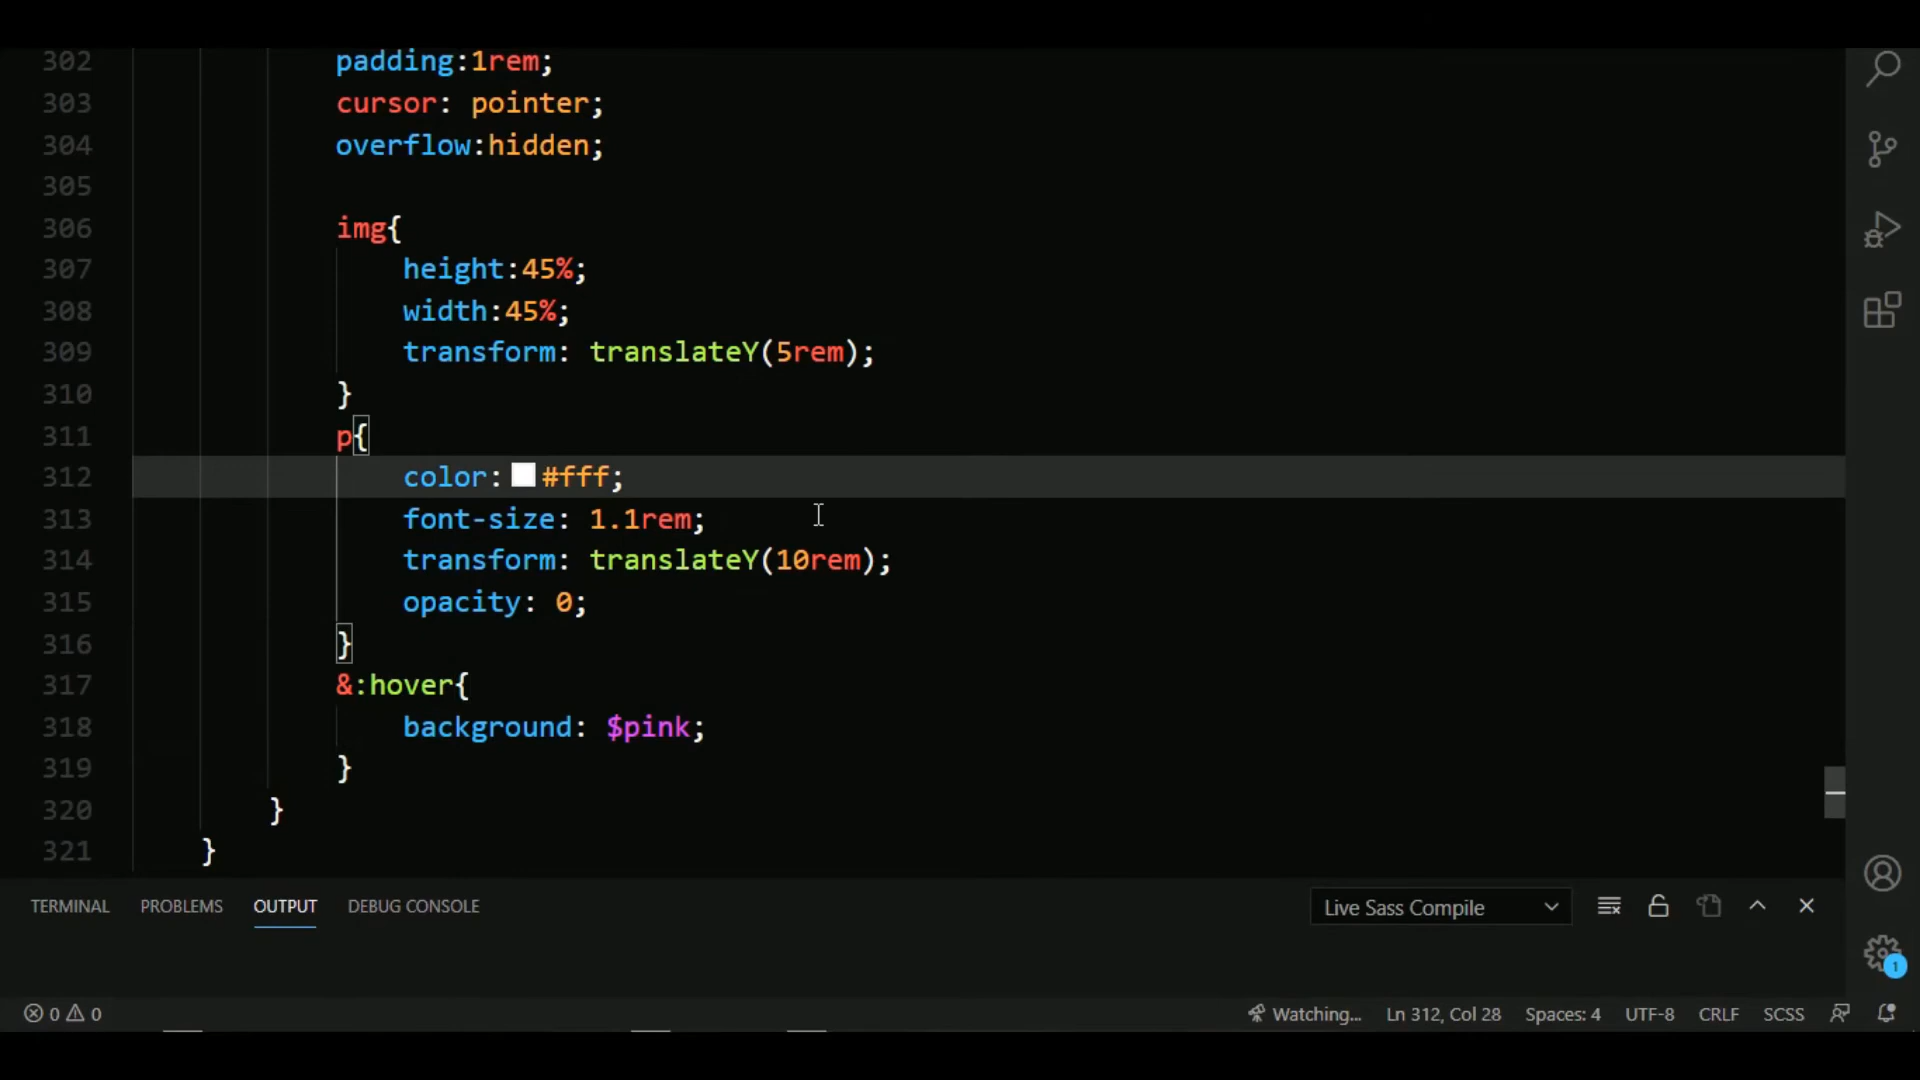 302 padding:1rem;
303 cursor: pointer;
304 overflow:hidden;
305
306 img{
307 height:45%;
308 width:45%;
309 transform: translateY(5rem);
310 }
311 p{
312 color: #fff;
313 font-size: 1.1rem;
314 transform: translateY(10rem);
315 opacity: 0;
316 }
317 &:hover{
318 background: $pink;
319 }
320 }
321 }
TERMINAL PROBLEMS OUTPUT DEBUG CONSOLE Live Sass Compile
1
0 0 Watching... Ln 312, Col 28 Spaces: 4 UTF-8 CRLF SCSS